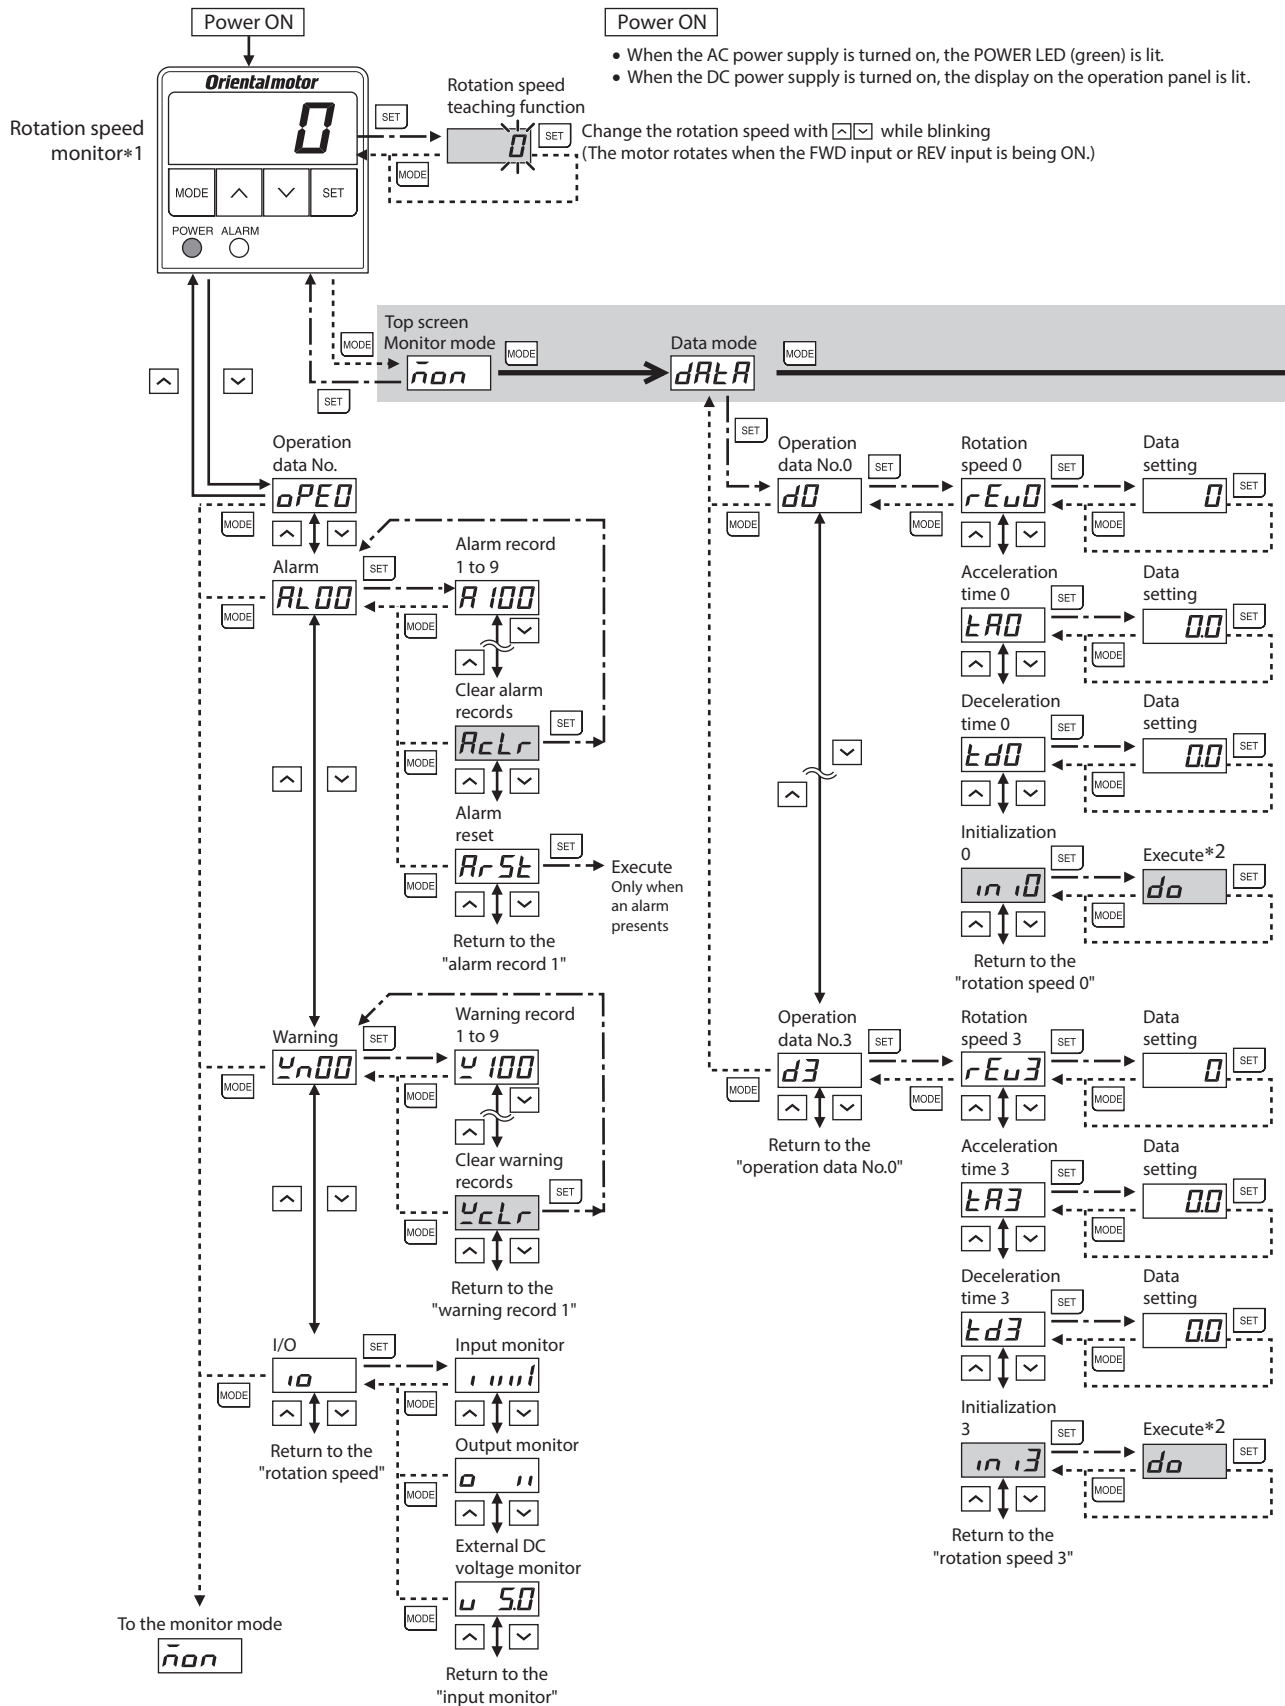 Power ON
Power ON
• When the AC power supply is turned on, the POWER LED (green) is lit.
• When the DC power supply is turned on, the display on the operation panel is lit.
Orientalmotor
0
MODE
SET
POWER ALARM
Rotation speed
monitor*1
SET
Rotation speed
teaching function
0
SET
MODE
Change the rotation speed with while blinking
(The motor rotates when the FWD input or REV input is being ON.)
MODE
SET
Top screen
Monitor mode
mon
MODE
Data mode
dAtA
MODE
SET
Operation
data No.
oPE0
MODE
Alarm
AL00
SET
MODE
Alarm record
1 to 9
A 100
MODE
Clear alarm
records
AcLr
SET
MODE
Alarm
reset
ArSt
SET
MODE
Execute
Only when
an alarm
presents
Return to the
"alarm record 1"
Warning
Wn00
SET
MODE
Warning record
1 to 9
W 100
MODE
Clear warning
records
WcLr
SET
MODE
Return to the
"warning record 1"
I/O
io
SET
MODE
Return to the
"rotation speed"
Input monitor
MODE
Output monitor
MODE
External DC
voltage monitor
u 5.0
MODE
Return to the
"input monitor"
To the monitor mode
mon
Operation
data No.0
d0
SET
MODE
Rotation
speed 0
rEv0
SET
MODE
Data
setting
0
SET
MODE
Acceleration
time 0
tA0
SET
MODE
Data
setting
0.0
SET
Deceleration
time 0
td0
SET
MODE
Data
setting
0.0
SET
Initialization
0
ini0
SET
MODE
Execute*2
do
SET
Return to the
"rotation speed 0"
Operation
data No.3
d3
SET
MODE
Return to the
"operation data No.0"
Rotation
speed 3
rEv3
SET
MODE
Data
setting
0
SET
MODE
Acceleration
time 3
tA3
SET
MODE
Data
setting
0.0
SET
Deceleration
time 3
td3
SET
MODE
Data
setting
0.0
SET
Initialization
3
ini3
SET
MODE
Execute*2
do
SET
Return to the
"rotation speed 3"